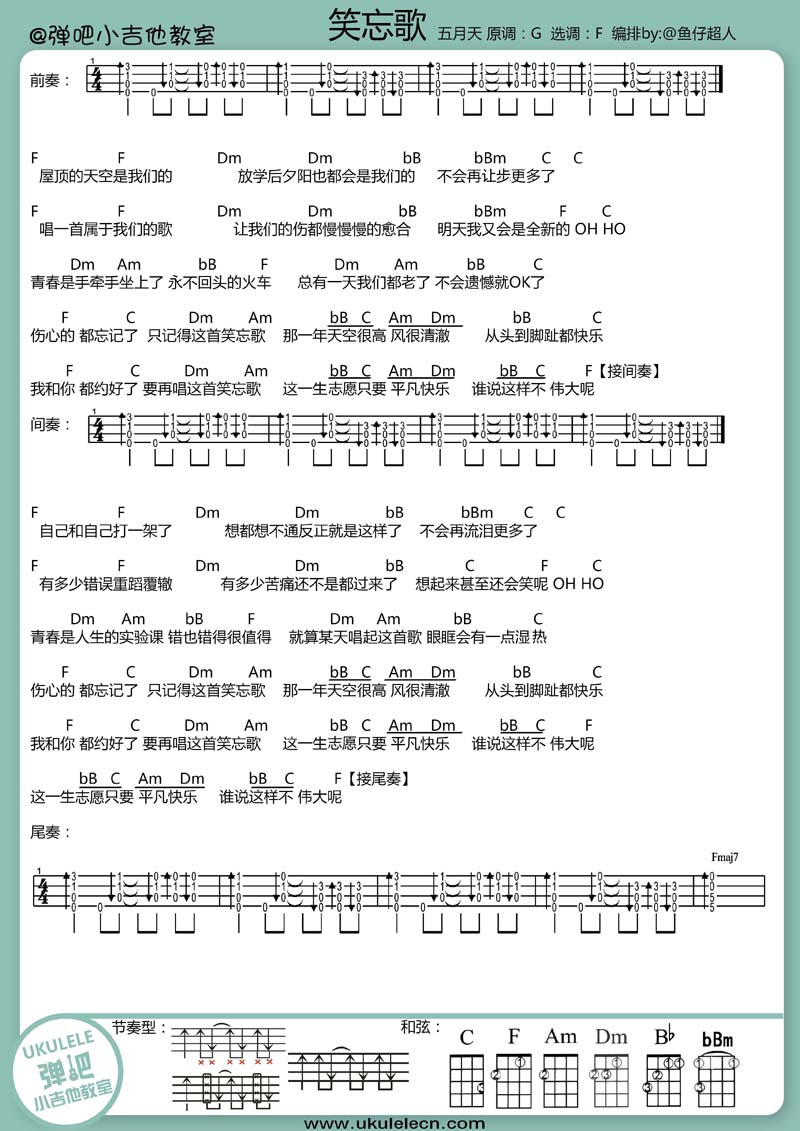 @弹吧小吉他教室 笑忘歌 五月天 原调：G 选调：F 编排by:@鱼仔超人
前奏：
F F Dm Dm bB bBm C C
屋顶的天空是我们的 放学后夕阳也都会是我们的 不会再让步更多了
F F Dm Dm bB bBm F C
唱一首属于我们的歌 让我们的伤都慢慢慢的愈合 明天我又会是全新的 OH HO
Dm Am bB F Dm Am bB C
青春是手牵手坐上了 永不回头的火车 总有一天我们都老了 不会遗憾就OK了
F C Dm Am bB C Am Dm bB C
伤心的 都忘记了 只记得这首笑忘歌 那一年天空很高 风很清澈 从头到脚趾都快乐
F C Dm Am bB C Am Dm bB C F【接间奏】
我和你 都约好了 要再唱这首笑忘歌 这一生志愿只要 平凡快乐 谁说这样不 伟大呢
间奏：
F F Dm Dm bB bBm C C
自己和自己打一架了 想都想不通反正就是这样了 不会再流泪更多了
F F Dm Dm bB C F C
有多少错误重蹈覆辙 有多少苦痛还不是都过来了 想起来甚至还会笑呢 OH HO
Dm Am bB F Dm Am bB C
青春是人生的实验课 错也错得很值得 就算某天唱起这首歌 眼眶会有一点湿热
F C Dm Am bB C Am Dm bB C
伤心的 都忘记了 只记得这首笑忘歌 那一年天空很高 风很清澈 从头到脚趾都快乐
F C Dm Am bB C Am Dm bB C F
我和你 都约好了 要再唱这首笑忘歌 这一生志愿只要 平凡快乐 谁说这样不 伟大呢
bB C Am Dm bB C F【接尾奏】
这一生志愿只要 平凡快乐 谁说这样不 伟大呢
尾奏：
Fmaj7
节奏型： 和弦： C F Am Dm B♭ bBm
UKULELE
弹吧
小吉他教室
www.ukulelecn.com